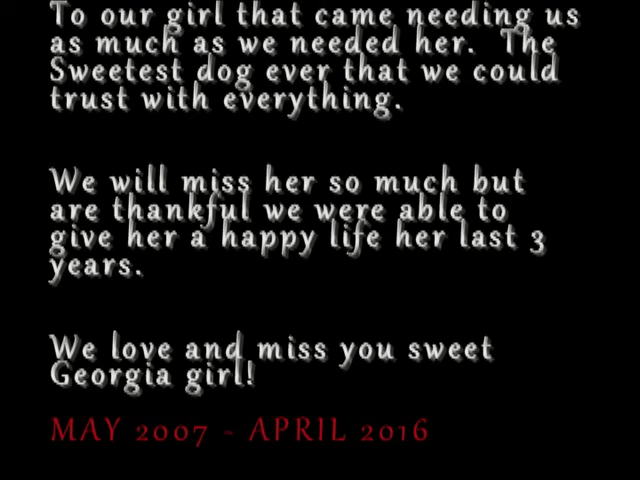 To our girl that came needing us
as much as we needed her. The
Sweetest dog ever that we could
trust with everything.
We will miss her so much but
are thankful we were able to
give her a happy life her last 3
years.
We love and miss you sweet
Georgia girl!
MAY 2007 - APRIL 2016